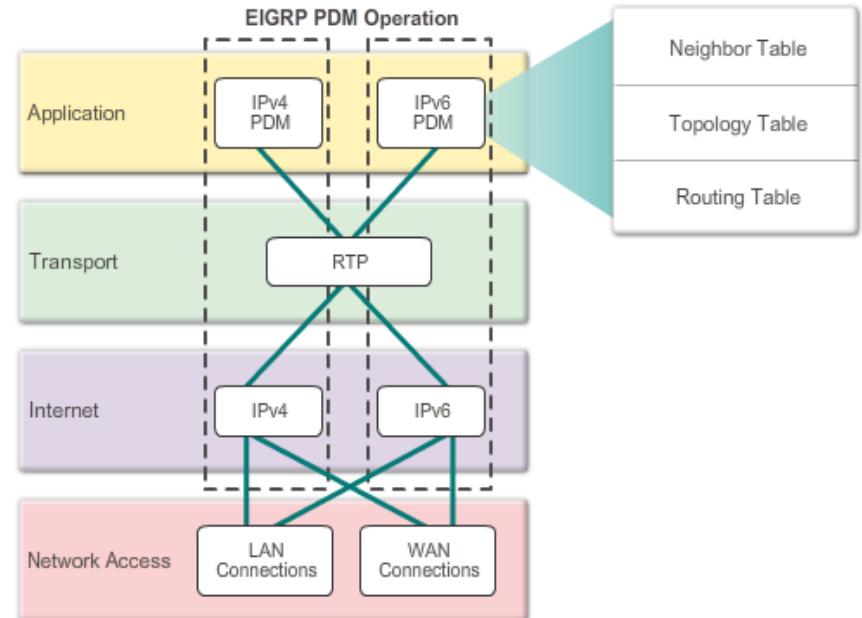 EIGRP PDM Operation
Neighbor Table
Topology Table
Routing Table
Application
IPv4
PDM
IPv6
PDM
Transport
RTP
Internet
IPv4
IPv6
Network Access
LAN
Connections
WAN
Connections